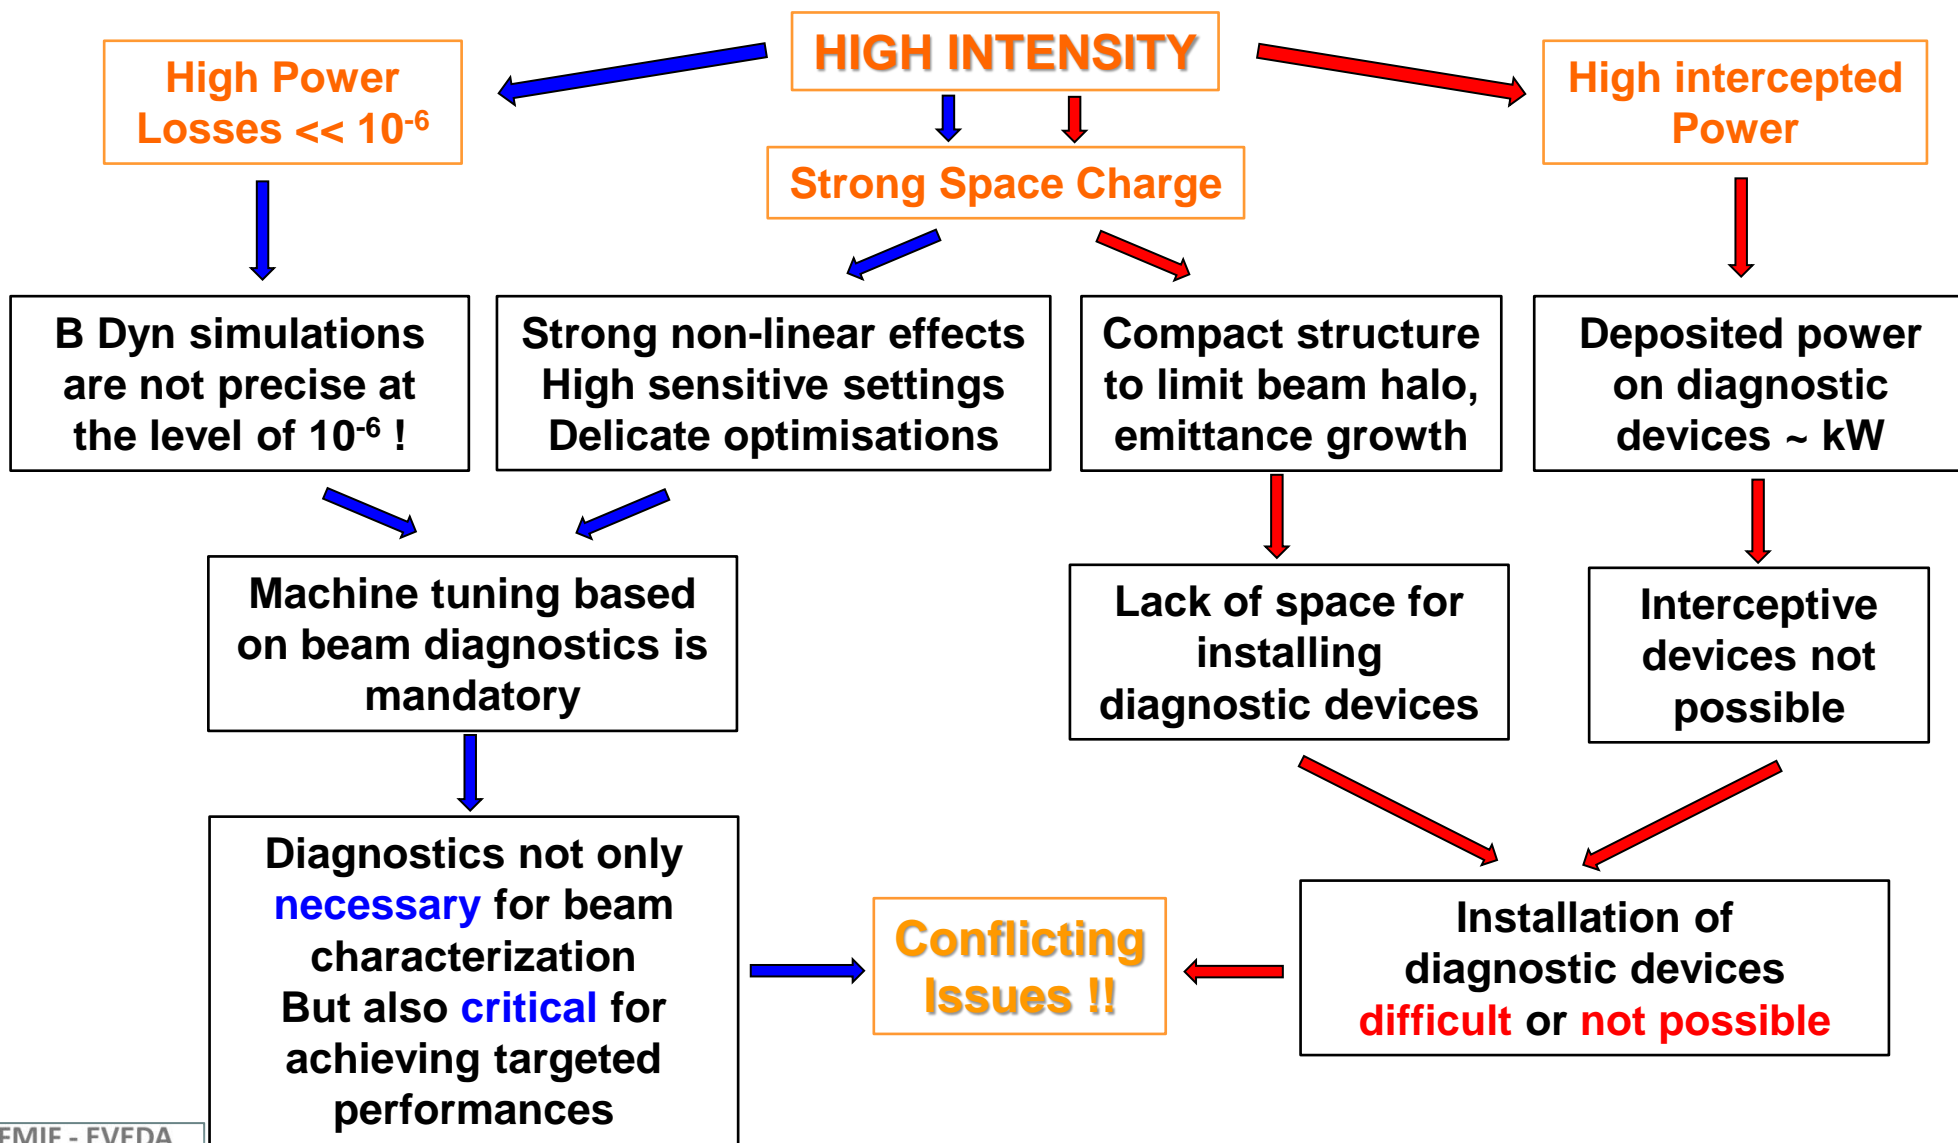 HIGH INTENSITY
High Power
Losses << 10⁻⁶
High intercepted
Power
Strong Space Charge
B Dyn simulations
are not precise at
the level of 10⁻⁶ !
Strong non-linear effects
High sensitive settings
Delicate optimisations
Compact structure
to limit beam halo,
emittance growth
Deposited power
on diagnostic
devices ~ kW
Machine tuning based
on beam diagnostics is
mandatory
Lack of space for
installing
diagnostic devices
Interceptive
devices not
possible
Diagnostics not only
necessary for beam
characterization
But also critical for
achieving targeted
performances
Conflicting
Issues !!
Installation of
diagnostic devices
difficult or not possible
EVEDA